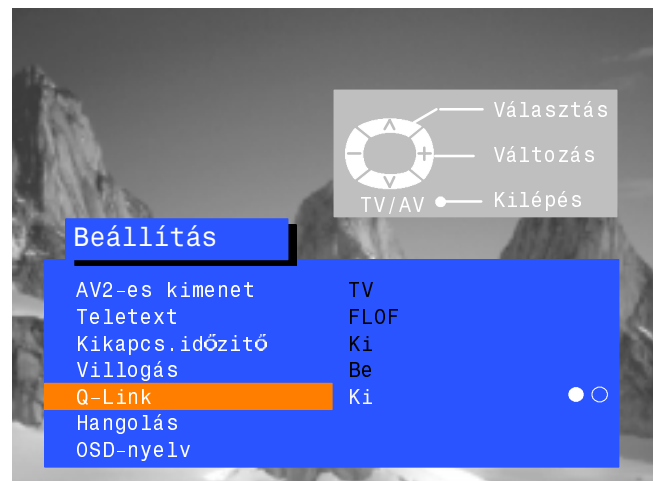 Választás
Változás
TV/AV Kilépés
Beállítás
AV2-es kimenet TV
Teletext FLOF
Kikapcs.időzitő Ki
Villogás Be
Q-Link Ki
Hangolás
OSD-nyelv